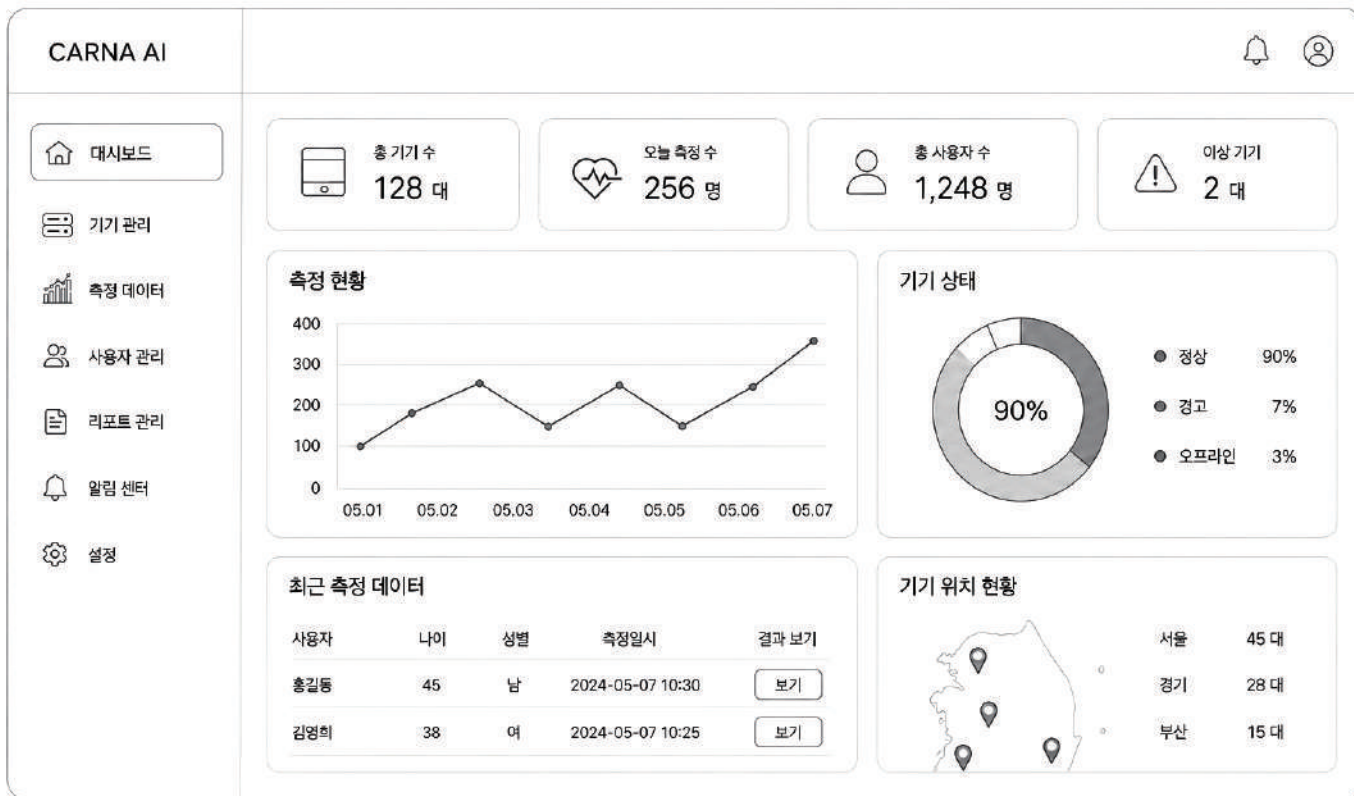 CARNA AI
대시보드
기기 관리
측정 데이터
사용자 관리
리포트 관리
알림 센터
설정
총 기기 수
128 대
오늘 측정 수
256 명
총 사용자 수
1,248 명
이상 기기
2 대
측정 현황
400
300
200
100
0
05.01 05.02 05.03 05.04 05.05 05.06 05.07
기기 상태
90%
정상 90%
경고 7%
오프라인 3%
최근 측정 데이터
사용자 나이 성별 측정일시 결과 보기
홍길동 45 남 2024-05-07 10:30 보기
김영희 38 여 2024-05-07 10:25 보기
기기 위치 현황
서울 45 대
경기 28 대
부산 15 대